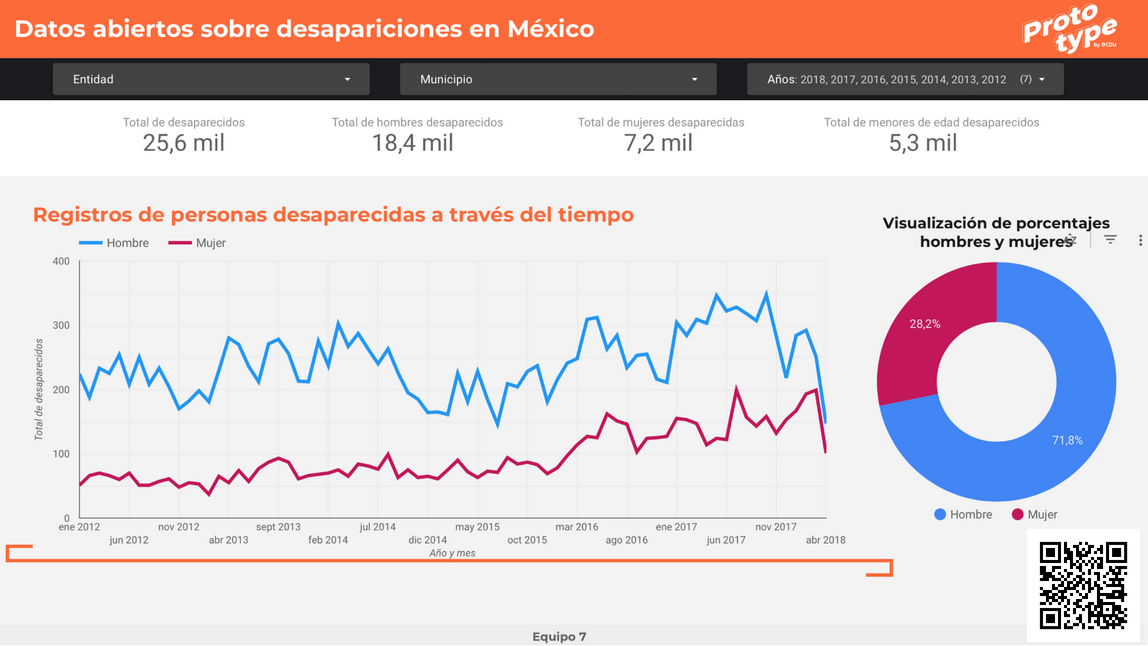 Datos abiertos sobre desapariciones en México
Proto
type
by GCDU
Entidad
Municipio
Años: 2018, 2017, 2016, 2015, 2014, 2013, 2012 (7)
Total de desaparecidos
25,6 mil
Total de hombres desaparecidos
18,4 mil
Total de mujeres desaparecidas
7,2 mil
Total de menores de edad desaparecidos
5,3 mil
Registros de personas desaparecidas a través del tiempo
Hombre Mujer
400
300
200
100
0
Total de desaparecidos
ene 2012 nov 2012 sept 2013 jul 2014 may 2015 mar 2016 ene 2017 nov 2017
jun 2012 abr 2013 feb 2014 dic 2014 oct 2015 ago 2016 jun 2017 abr 2018
Año y mes
Visualización de porcentajes
hombres y mujeres
28,2%
71,8%
Hombre Mujer
Equipo 7